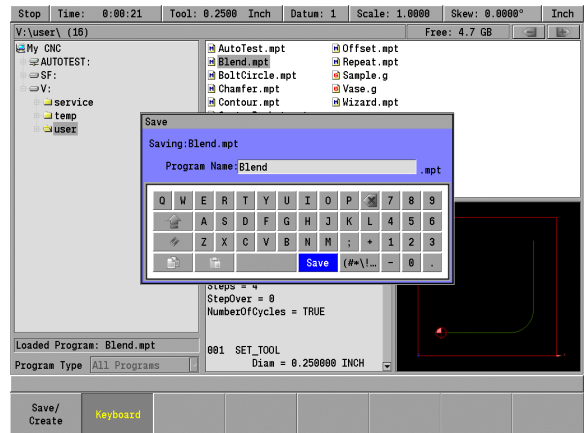 Stop Time: 0:00:21 Tool: 0.2500 Inch Datum: 1 Scale: 1.0000 Skew: 0.0000° Inch
V:\user\ (16) Free: 4.7 GB
My CNC
AUTOTEST:
SF:
V:
service
temp
user
AutoTest.mpt
Blend.mpt
BoltCircle.mpt
Chamfer.mpt
Contour.mpt
Offset.mpt
Repeat.mpt
Sample.g
Vase.g
Wizard.mpt
Save
Saving:Blend.mpt
Program Name:Blend .mpt
Q W E R T Y U I O P 7 8 9
A S D F G H J K L 4 5 6
Z X C V B N M ; + 1 2 3
Save (#*\!… - 0 .
Steps = 4
StepOver = 0
NumberOfCycles = TRUE
001 SET_TOOL
Diam = 0.250000 INCH
Loaded Program: Blend.mpt
Program Type All Programs
Save/
Create
Keyboard